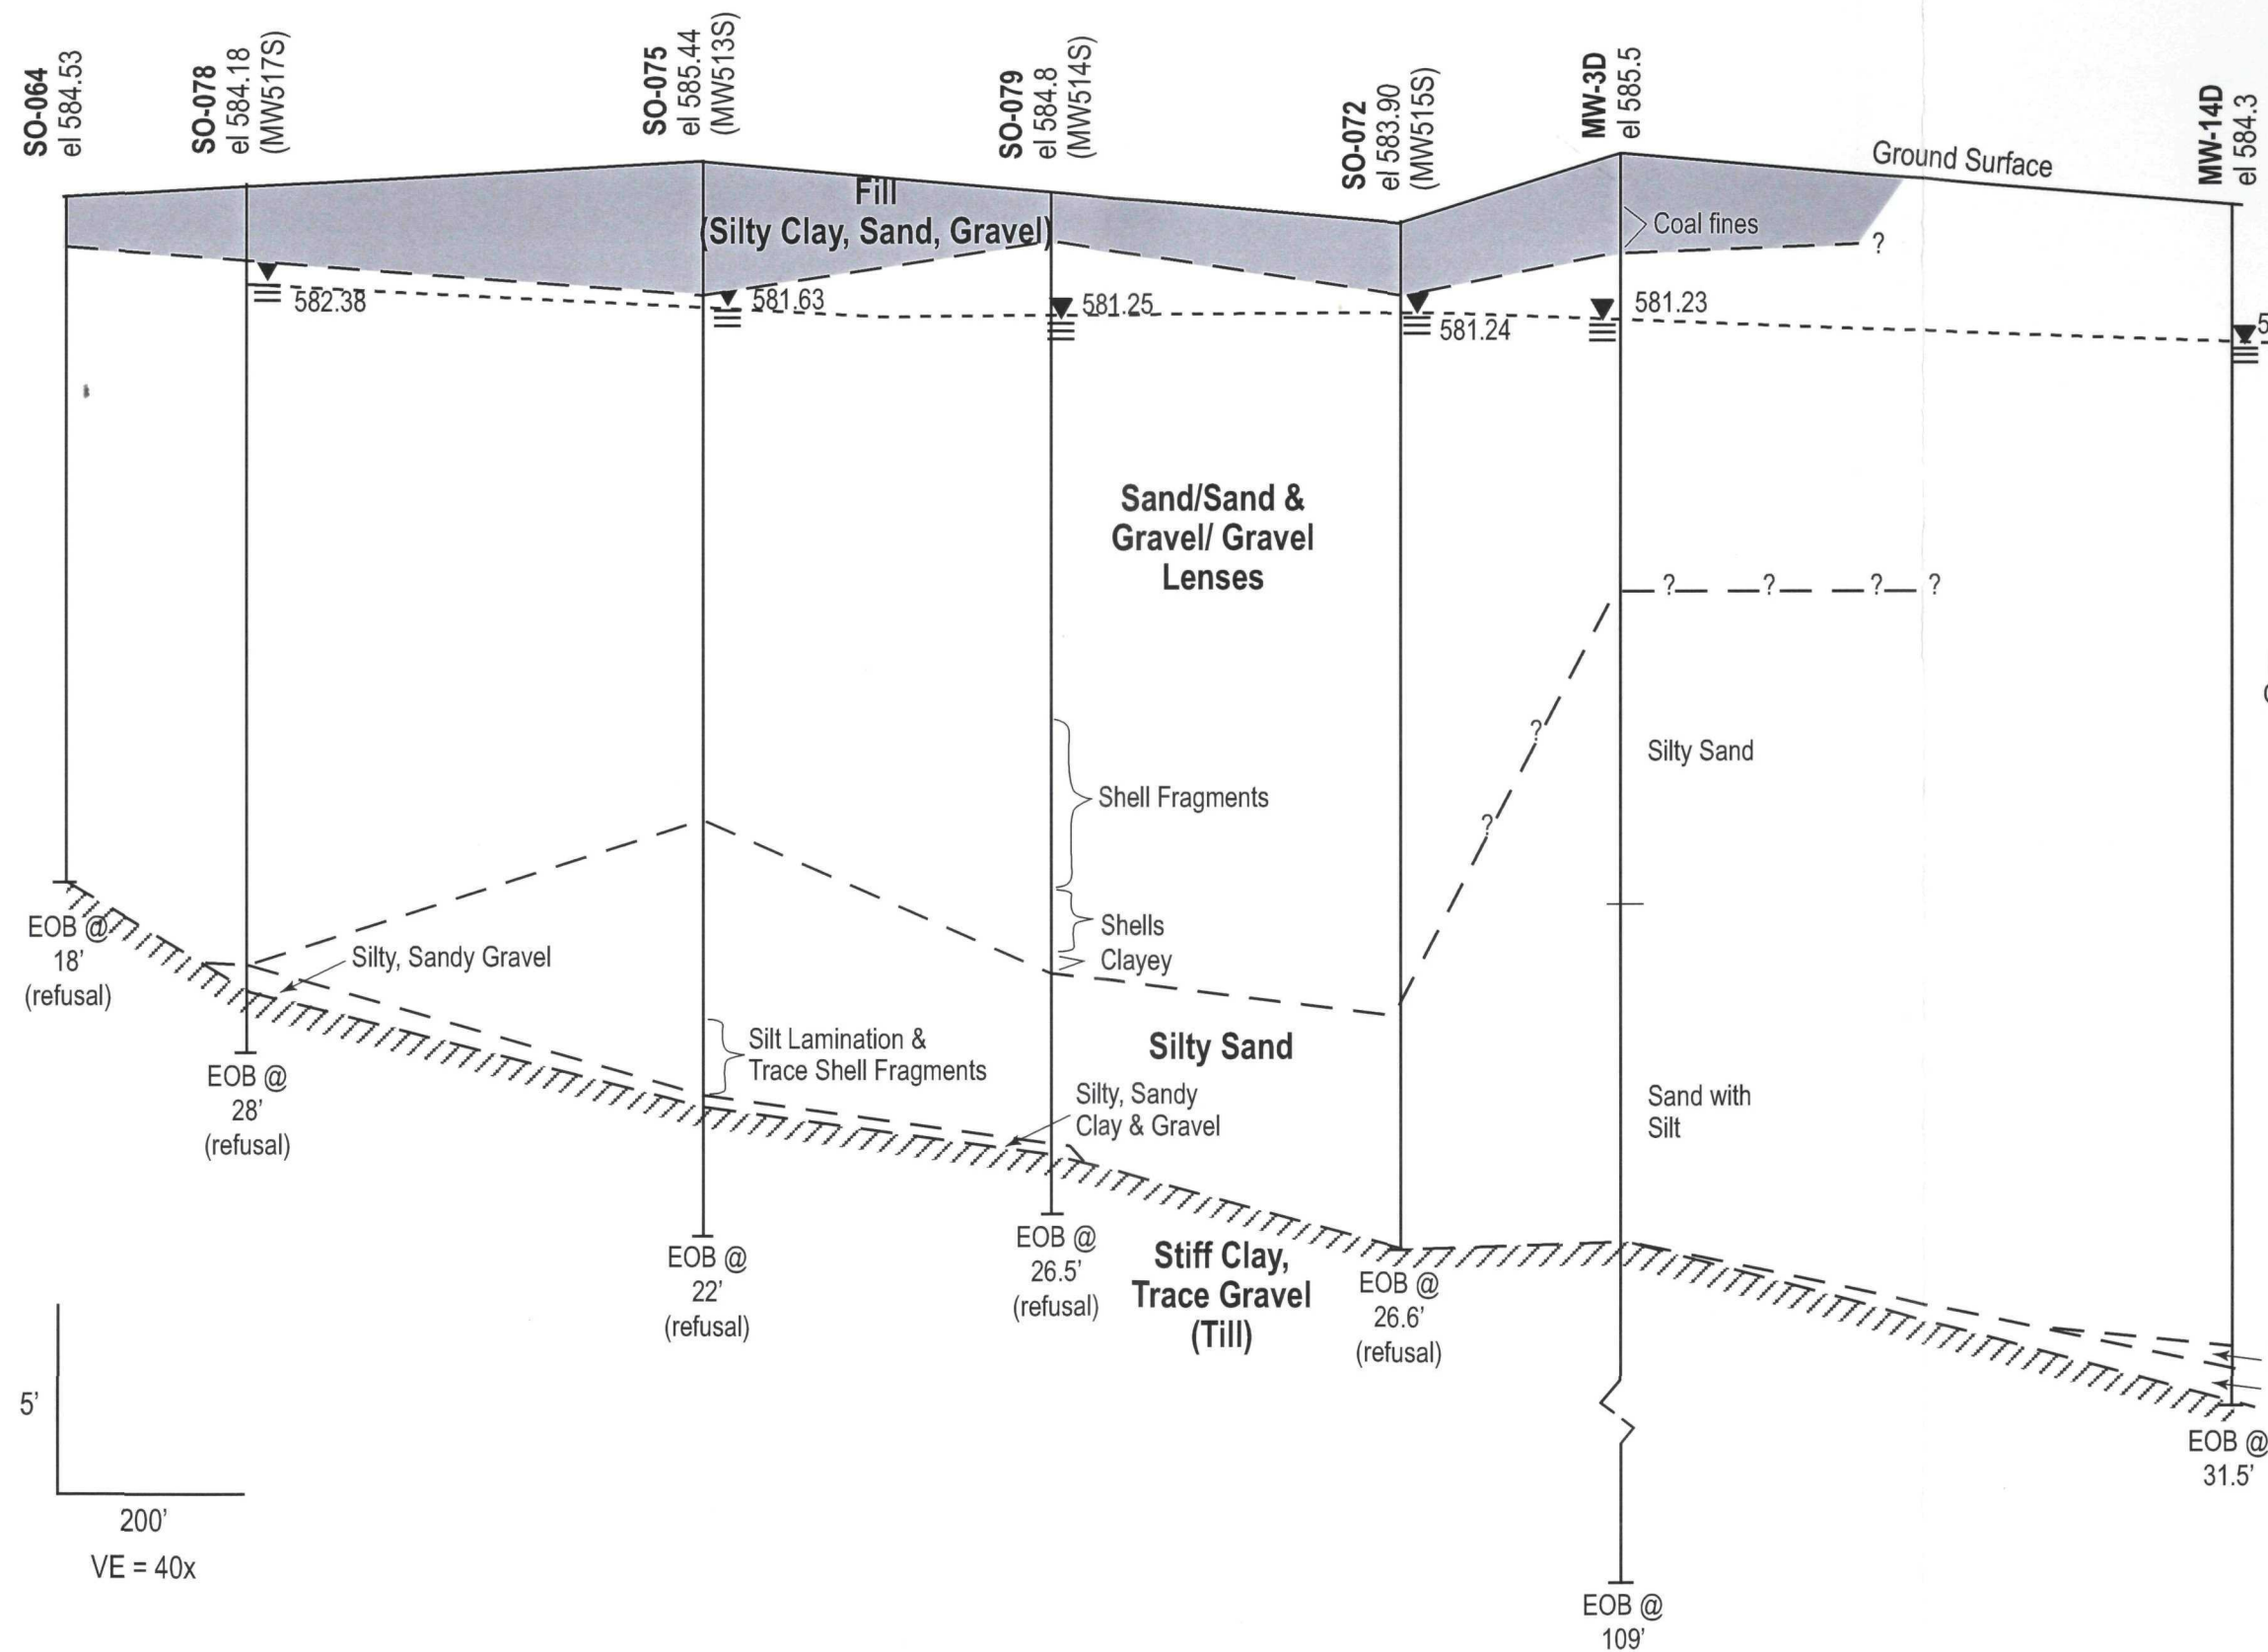 SO-064
el 584.53
SO-078
el 584.18
(MW517S)
SO-075
el 585.44
(MW513S)
SO-079
el 584.8
(MW514S)
SO-072
el 583.90
(MW515S)
MW-3D
el 585.5
MW-14D
el 584.3
Ground Surface
Fill
(Silty Clay, Sand, Gravel)
Coal fines
?
582.38
581.63
581.25
581.24
581.23
5
Sand/Sand &
Gravel/ Gravel
Lenses
? ? ? ?
?
?
Silty Sand
Shell Fragments
Shells
Clayey
Silty, Sandy Gravel
Silt Lamination &
Trace Shell Fragments
Silty Sand
Silty, Sandy
Clay & Gravel
Sand with
Silt
Stiff Clay,
Trace Gravel
(Till)
EOB @
18'
(refusal)
EOB @
28'
(refusal)
EOB @
22'
(refusal)
EOB @
26.5'
(refusal)
EOB @
26.6'
(refusal)
EOB @
109'
EOB @
31.5'
5'
200'
VE = 40x